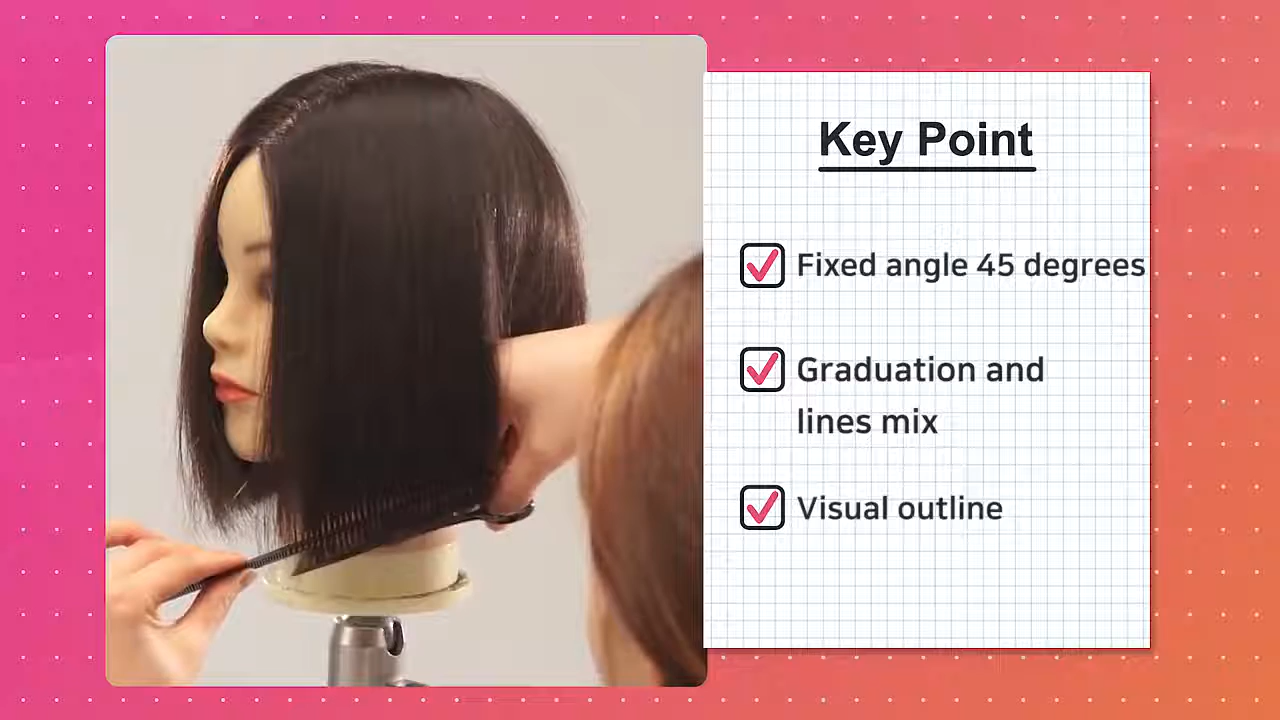 Key Point
Fixed angle 45 degrees
Graduation and
lines mix
Visual outline